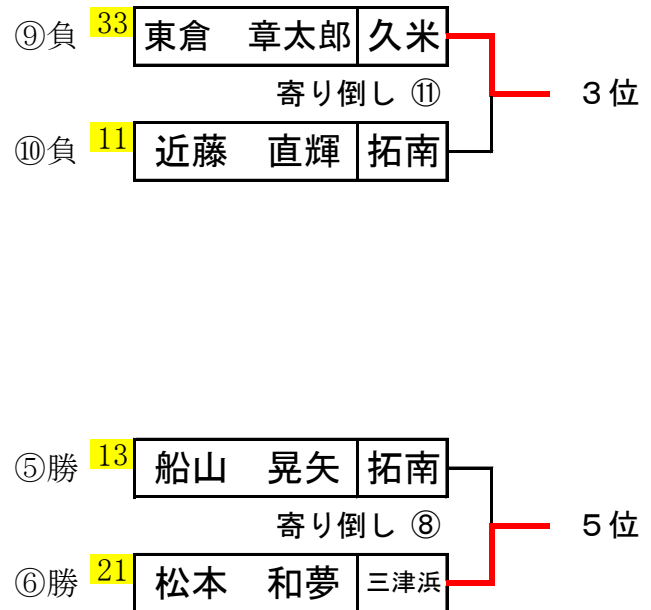 ⑨負 33 東倉　章太郎 久米
寄り倒し ⑪ ３位
⑩負 11 近藤　直輝 拓南
⑤勝 13 船山　晃矢 拓南
寄り倒し ⑧ ５位
⑥勝 21 松本　和夢 三津浜